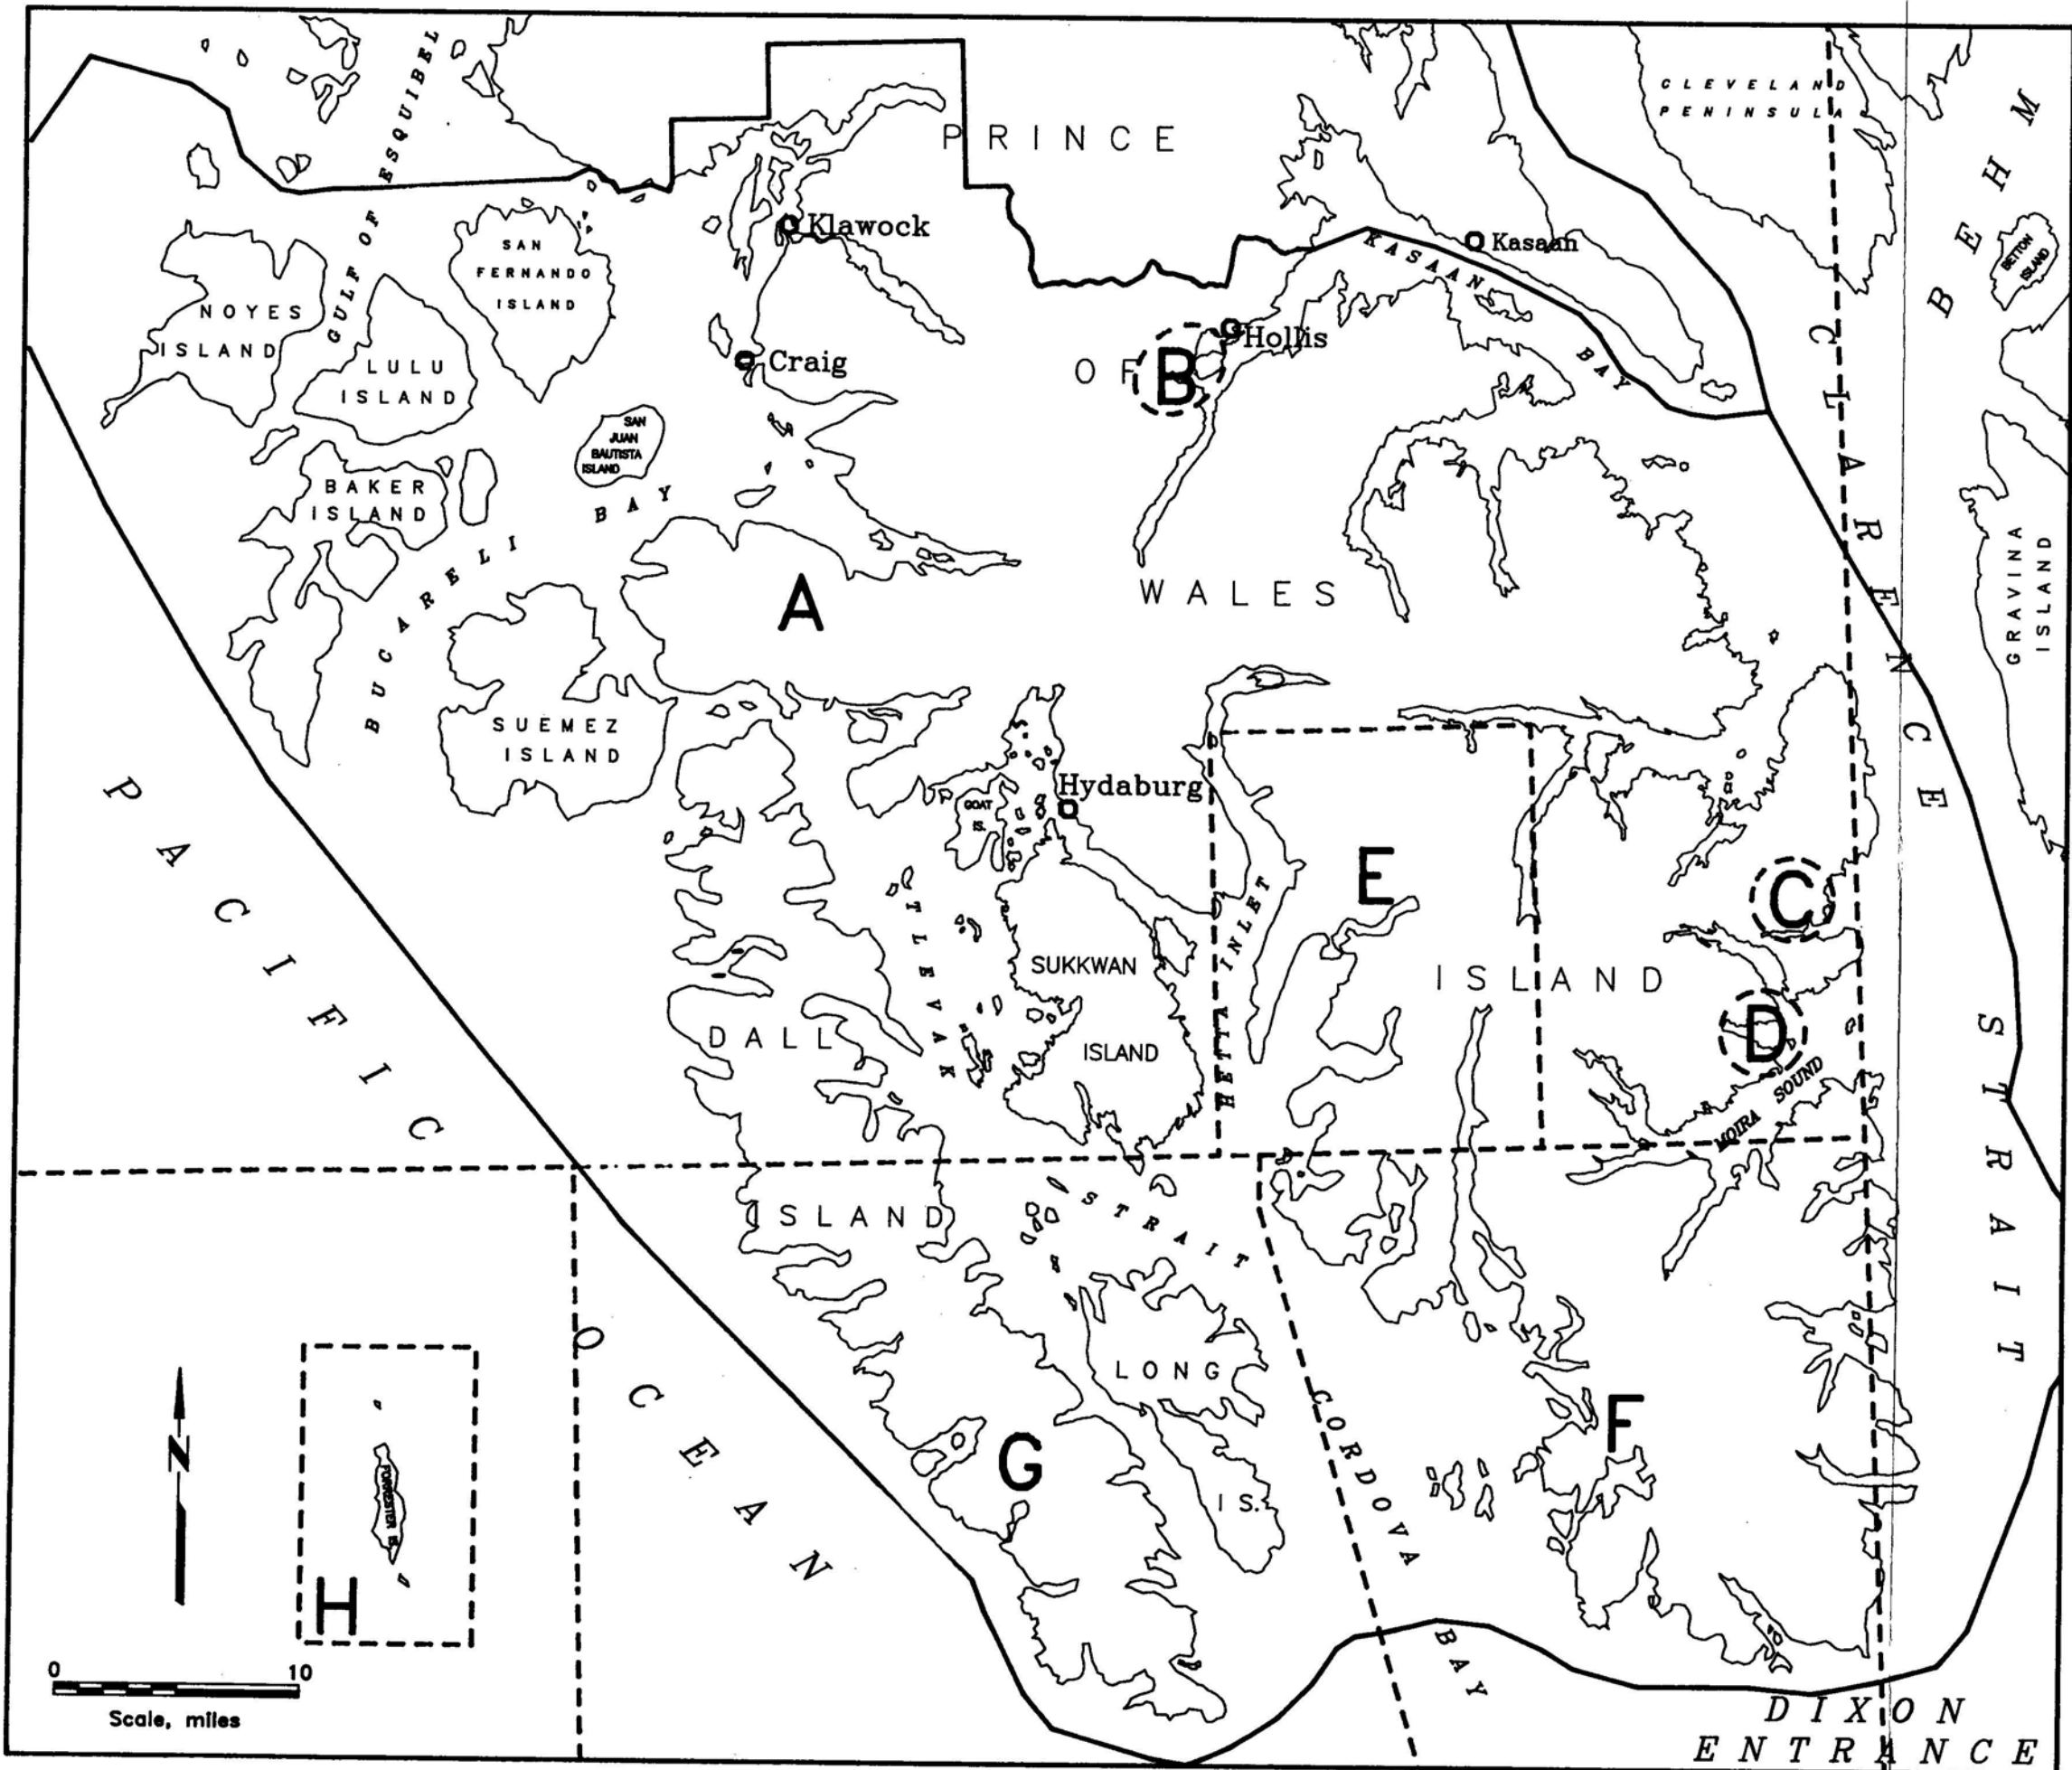 GULF OF ESQUIBEL
PRINCE
CLEVELAND
PENINSULA
BEHM
Klawock
Kasaan
KASAAN
BAY
BETTON
ISLAND
SAN
FERNANDO
ISLAND
NOYES
ISLAND
LULU
ISLAND
Craig
Hollis
OF
B
SAN
JUAN
BAUTISTA
ISLAND
BAKER
ISLAND
BUCARELI
BAY
CLARENCE
STRAIT
GRAVINA
ISLAND
A
WALES
SUEMEZ
ISLAND
Hydaburg
GOAT
IS.
E
C
PACIFIC
OCEAN
TLEVAK
STRAIT
SUKKWAN
ISLAND
HETTA INLET
ISLAND
D
MOIRA SOUND
DALL
ISLAND
LONG
IS.
CORDOVA
BAY
F
G
N
FORRESTER IS.
H
0 10
Scale, miles
DIXON
ENTRANCE